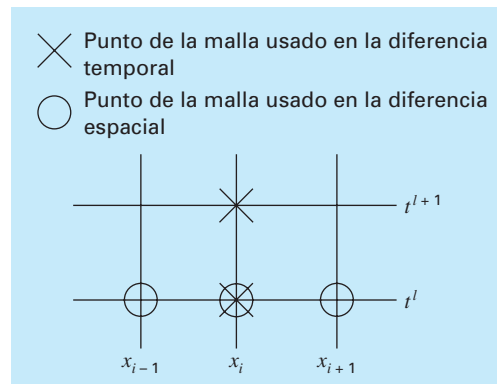 Punto de la malla usado en la diferencia
temporal
Punto de la malla usado en la diferencia
espacial
t^{l + 1}
t^l
x_{i – 1}
x_i
x_{i + 1}